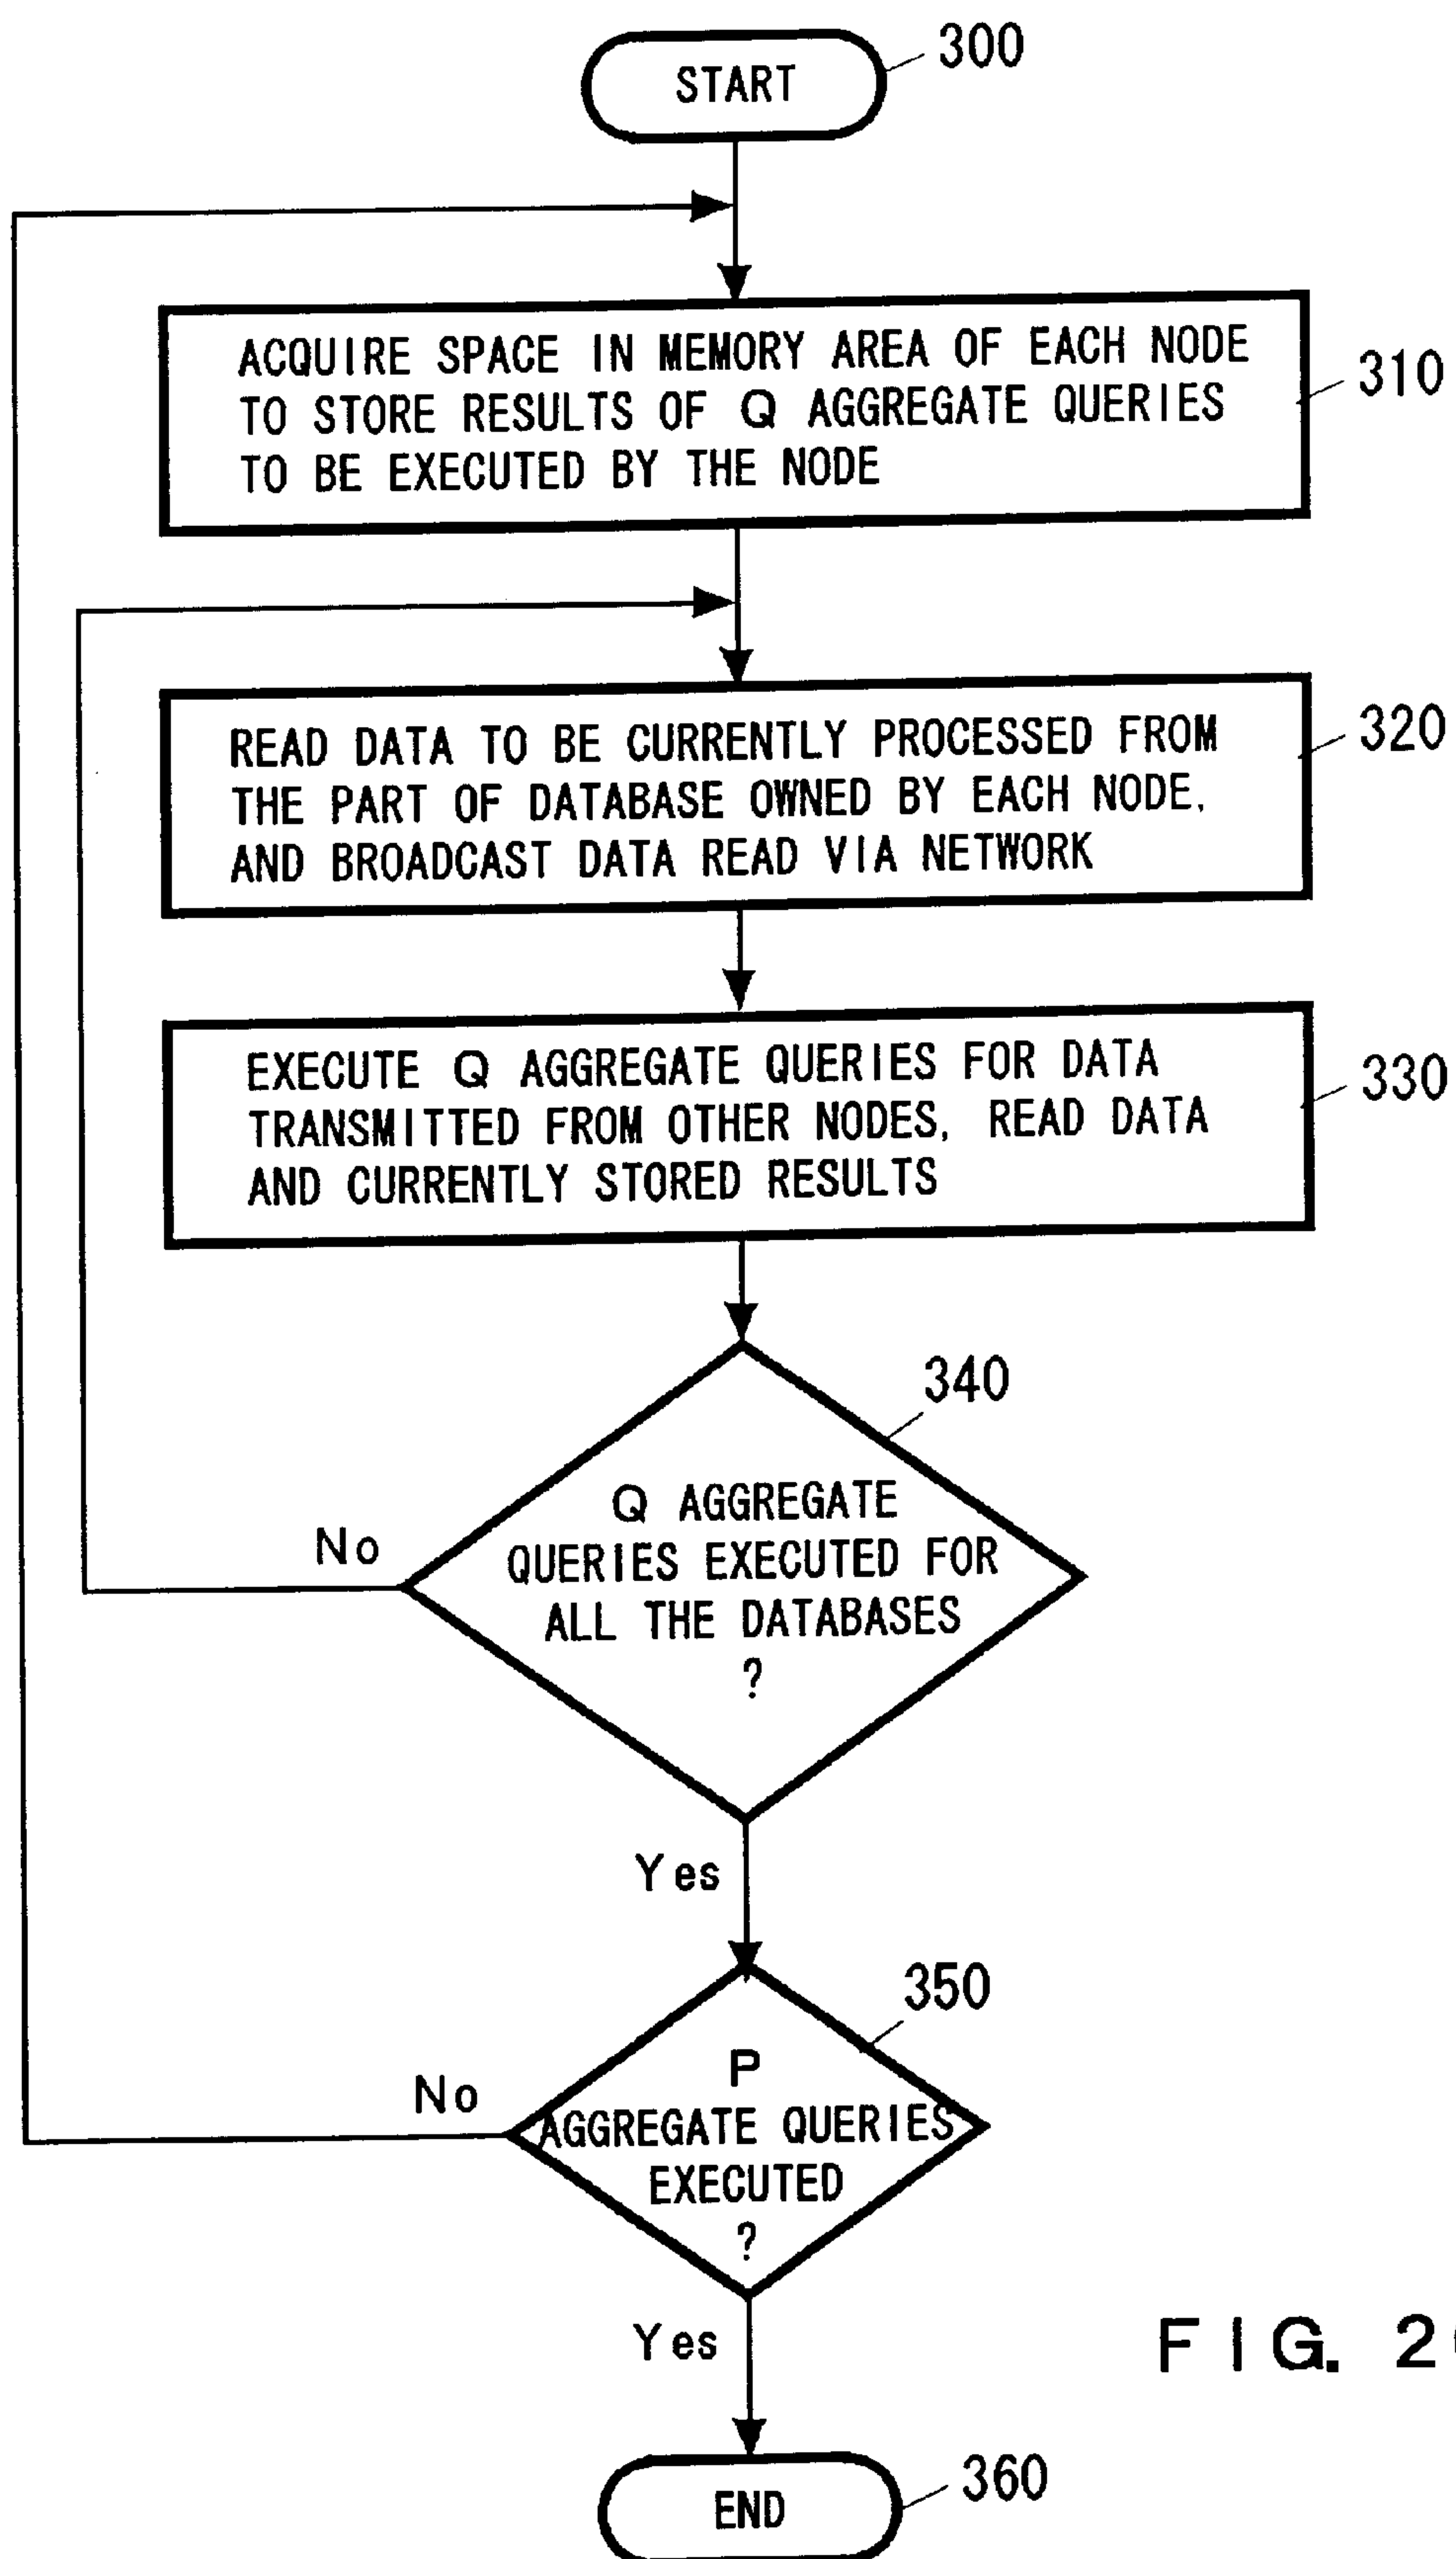 START
300
ACQUIRE SPACE IN MEMORY AREA OF EACH NODE
TO STORE RESULTS OF Q AGGREGATE QUERIES
TO BE EXECUTED BY THE NODE
310
READ DATA TO BE CURRENTLY PROCESSED FROM
THE PART OF DATABASE OWNED BY EACH NODE,
AND BROADCAST DATA READ VIA NETWORK
320
EXECUTE Q AGGREGATE QUERIES FOR DATA
TRANSMITTED FROM OTHER NODES, READ DATA
AND CURRENTLY STORED RESULTS
330
340
Q AGGREGATE
QUERIES EXECUTED FOR
ALL THE DATABASES
?
No
Yes
350
P
AGGREGATE QUERIES
EXECUTED
?
No
Yes
FIG. 2
END
360